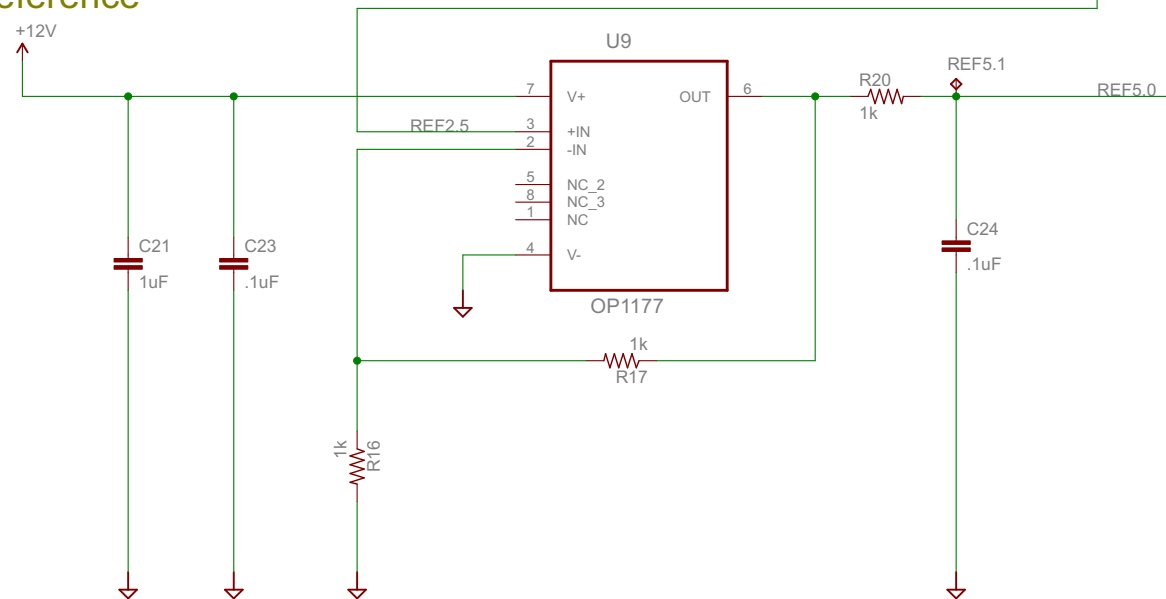 eference
+12V
U9
R20
REF5.1
7
V+
OUT
6
REF5.0
1k
REF2.5
3
+IN
2
-IN
5
NC_2
8
NC_3
1
NC
C21
C23
4
V-
C24
1uF
.1uF
.1uF
OP1177
1k
R17
1k
R16